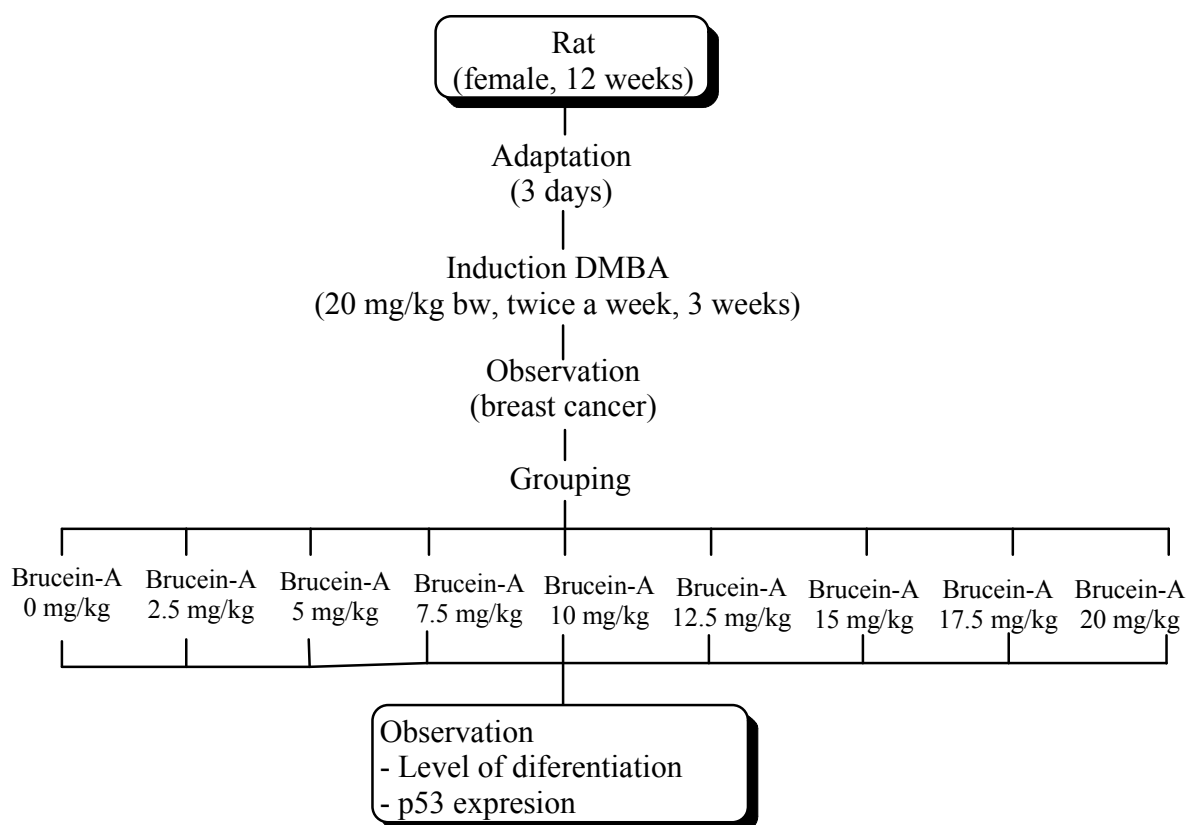 Rat
(female, 12 weeks)
Adaptation
(3 days)
Induction DMBA
(20 mg/kg bw, twice a week, 3 weeks)
Observation
(breast cancer)
Grouping
Brucein-A
0 mg/kg
Brucein-A
2.5 mg/kg
Brucein-A
5 mg/kg
Brucein-A
7.5 mg/kg
Brucein-A
10 mg/kg
Brucein-A
12.5 mg/kg
Brucein-A
15 mg/kg
Brucein-A
17.5 mg/kg
Brucein-A
20 mg/kg
Observation
- Level of diferentiation
- p53 expresion